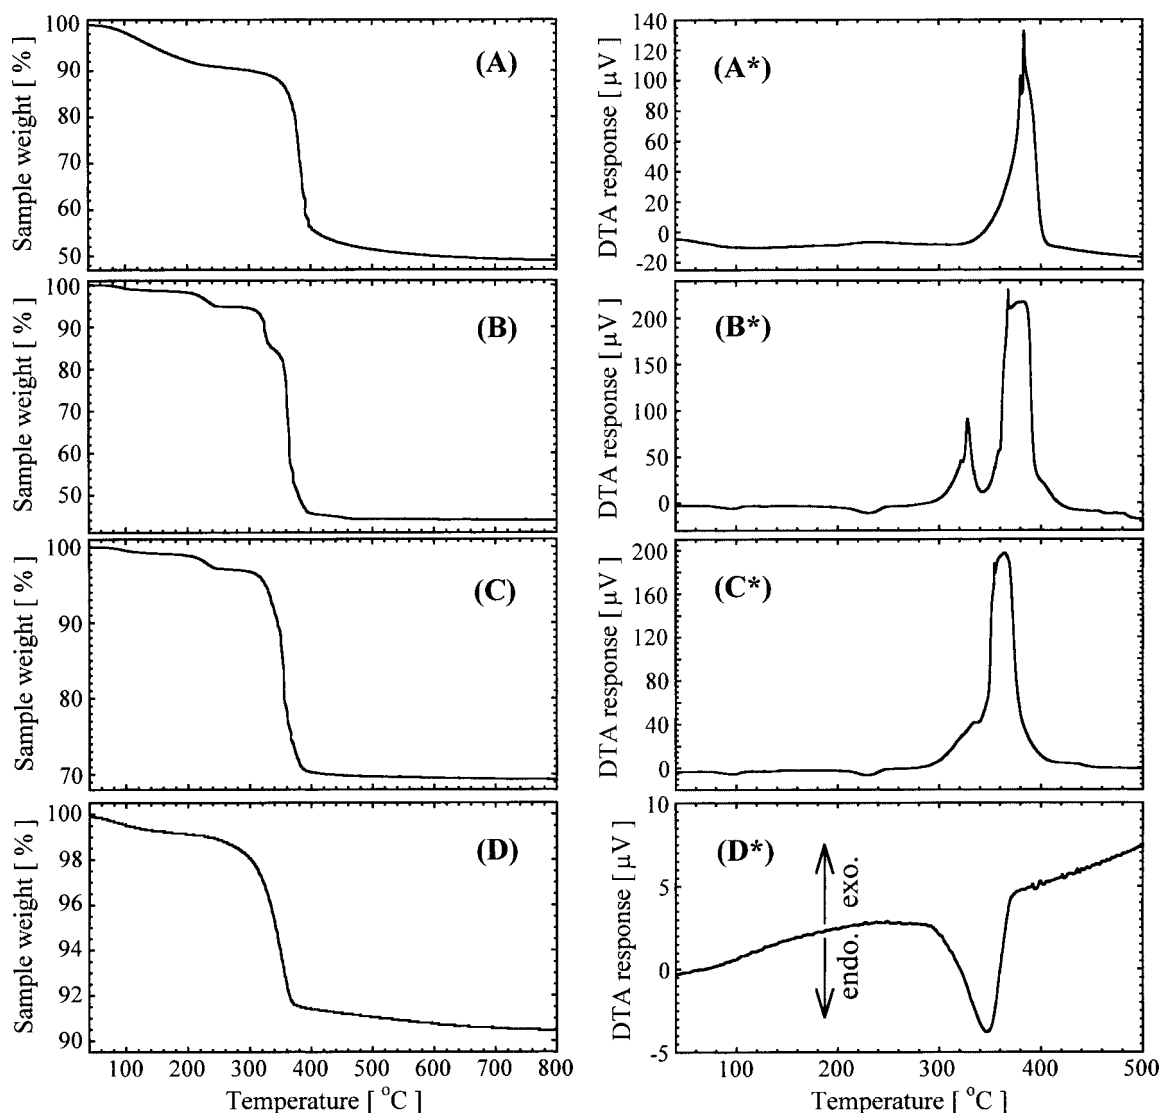 Sample weight [ % ]
100
90
80
70
60
50
(A)
DTA response [ µV ]
140
120
100
80
60
40
20
0
-20
(A*)
Sample weight [ % ]
100
90
80
70
60
50
(B)
DTA response [ µV ]
200
150
100
50
0
(B*)
Sample weight [ % ]
100
90
80
70
(C)
DTA response [ µV ]
200
160
120
80
40
0
(C*)
Sample weight [ % ]
100
98
96
94
92
90
(D)
100 200 300 400 500 600 700 800
Temperature [ °C ]
DTA response [ µV ]
10
5
0
-5
(D*)
exo.
endo.
100 200 300 400 500
Temperature [ °C ]